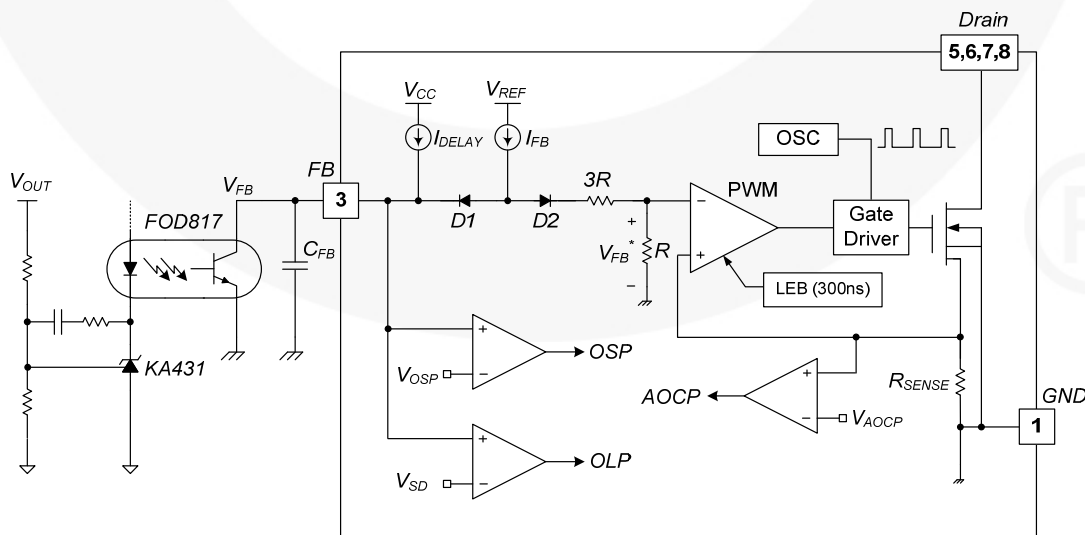 Drain
5,6,7,8
VCC
VREF
IDELAY
IFB
OSC
FB
3
VOUT
VFB
FOD817
CFB
D1
D2
3R
PWM
−
+
VFB*
R
+
−
Gate
Driver
LEB (300ns)
KA431
+
−
VOSP
OSP
+
−
AOCP
VAOCP
RSENSE
GND
1
+
−
VSD
OLP
R